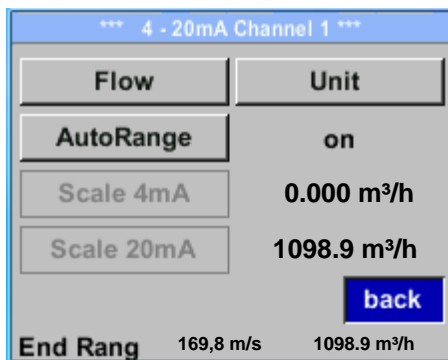 *** 4 - 20mA Channel 1 ***
Flow Unit
AutoRange on
Scale 4mA 0.000 m³/h
Scale 20mA 1098.9 m³/h
back
End Rang 169,8 m/s 1098.9 m³/h